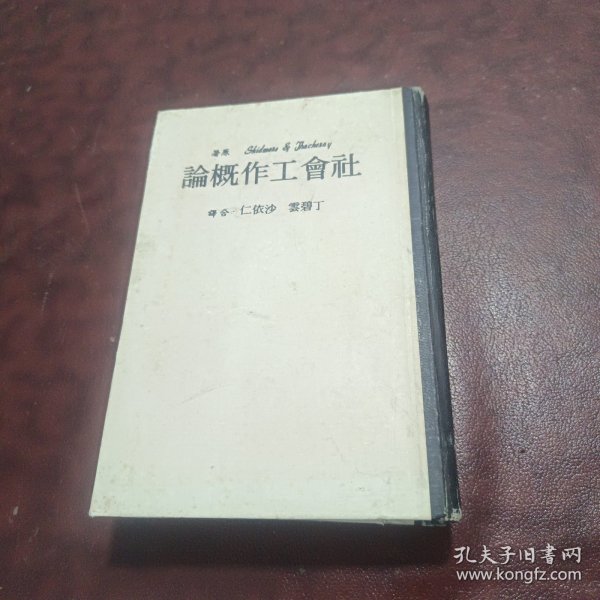 Skidmore & Thackeray 原著
社會工作概論
丁碧雲 沙依仁 合譯
孔夫子旧书网
www.kongfz.com